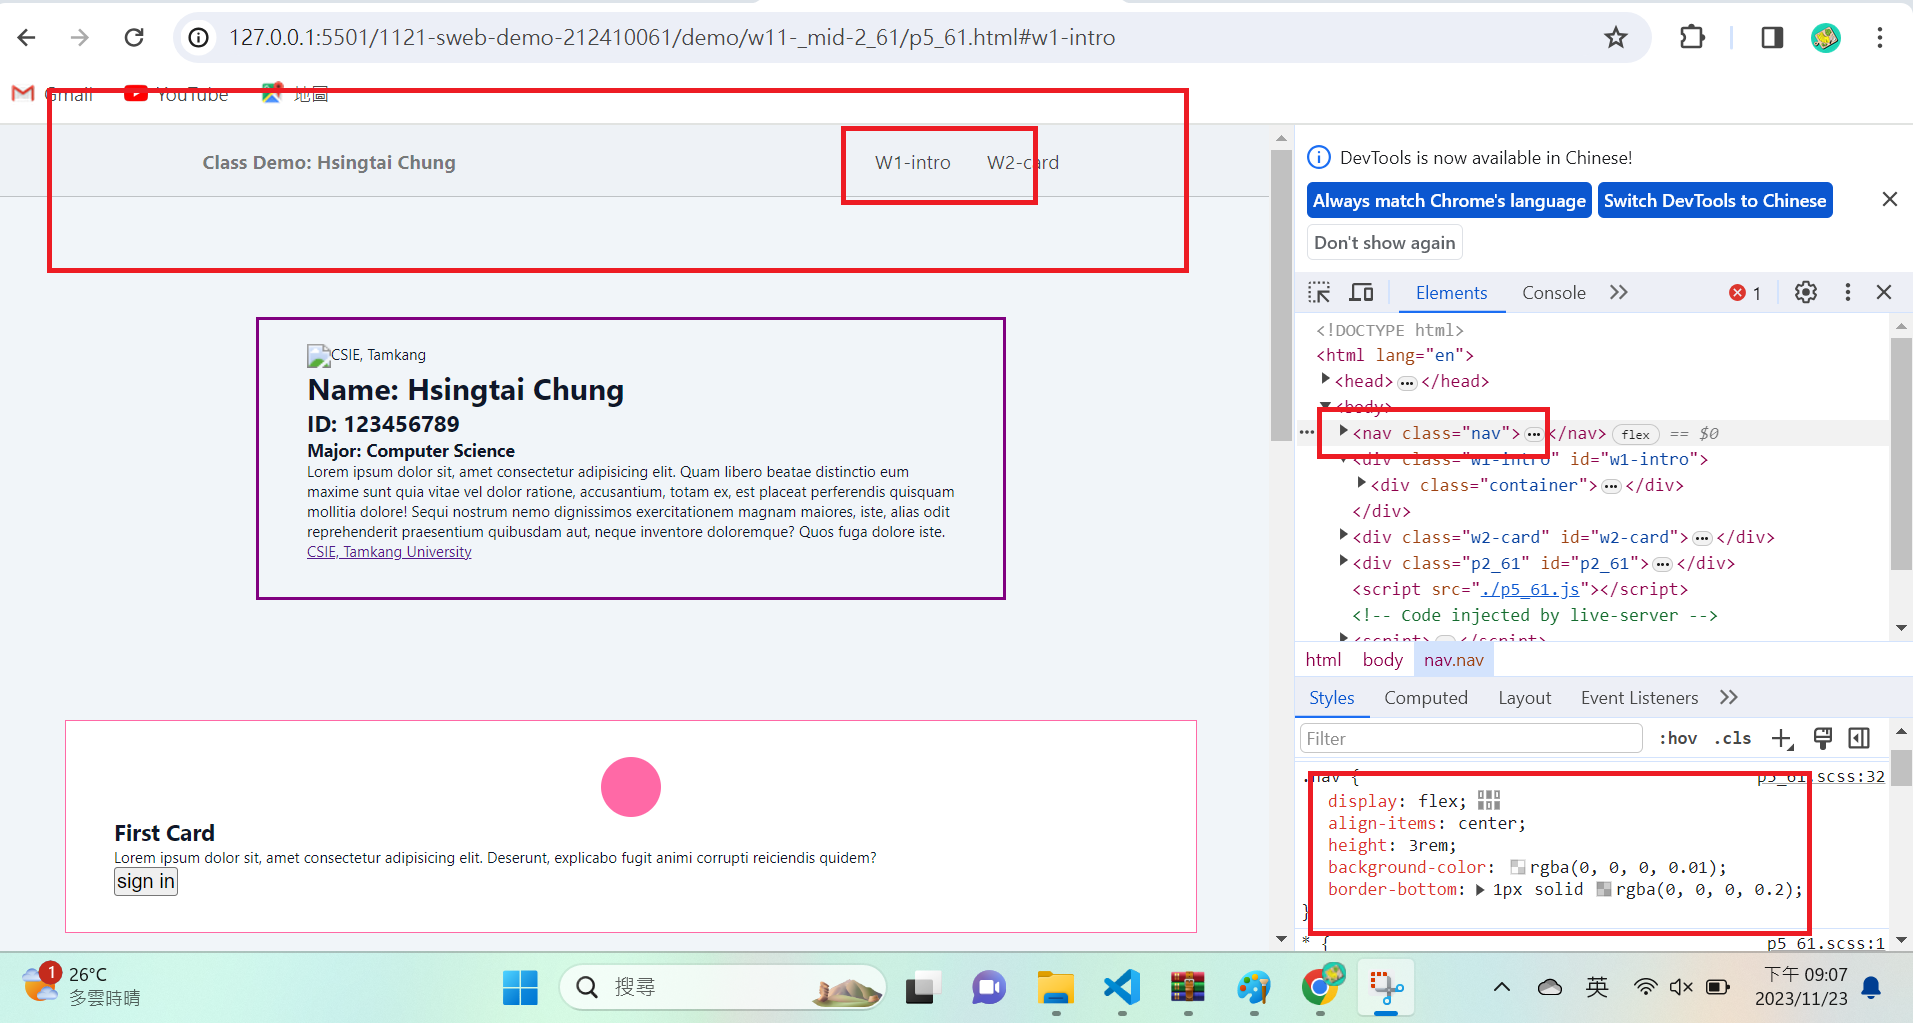 127.0.0.1:5501/1121-sweb-demo-212410061/demo/w11-_mid-2_61/p5_61.html#w1-intro
Gmail YouTube 地圖
Class Demo: Hsingtai Chung W1-intro W2-card
CSIE, Tamkang
Name: Hsingtai Chung
ID: 123456789
Major: Computer Science
Lorem ipsum dolor sit, amet consectetur adipisicing elit. Quam libero beatae distinctio eum
maxime sunt quia vitae vel dolor ratione, accusantium, totam ex, est placeat perferendis quisquam
mollitia dolore! Sequi nostrum nemo dignissimos exercitationem magnam maiores, iste, alias odit
reprehenderit praesentium quibusdam aut, neque inventore doloremque? Quos fuga dolore iste.
CSIE, Tamkang University
First Card
Lorem ipsum dolor sit, amet consectetur adipisicing elit. Deserunt, explicabo fugit animi corrupti reiciendis quidem?
sign in
DevTools is now available in Chinese!
Always match Chrome's language Switch DevTools to Chinese
Don't show again
Elements Console 1
<!DOCTYPE html>
<html lang="en">
<head>…</head>
<body>
… <nav class="nav">…</nav> flex == $0
<div class="w1-intro" id="w1-intro">
<div class="container">…</div>
</div>
<div class="w2-card" id="w2-card">…</div>
<div class="p2_61" id="p2_61">…</div>
<script src="./p5_61.js"></script>
<!-- Code injected by live-server -->
<script>…</script>
html body nav.nav
Styles Computed Layout Event Listeners
Filter :hov .cls
.nav { p5_61.scss:32
display: flex;
align-items: center;
height: 3rem;
background-color: rgba(0, 0, 0, 0.01);
border-bottom: 1px solid rgba(0, 0, 0, 0.2);
}
* { p5_61.scss:1
1 26°C
多雲時晴
搜尋
英
下午 09:07
2023/11/23